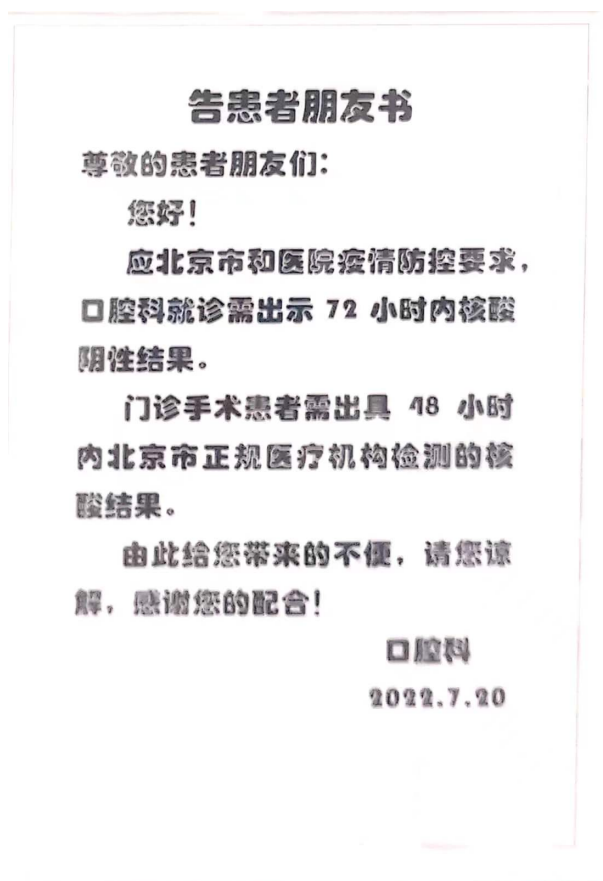 告患者朋友书
尊敬的患者朋友们：
您好！
应北京市和医院疫情防控要求，
口腔科就诊需出示 72 小时内核酸
阴性结果。
门诊手术患者需出具 48 小时
内北京市正规医疗机构检测的核
酸结果。
由此给您带来的不便，请您谅
解，感谢您的配合！
口腔科
2022.7.20